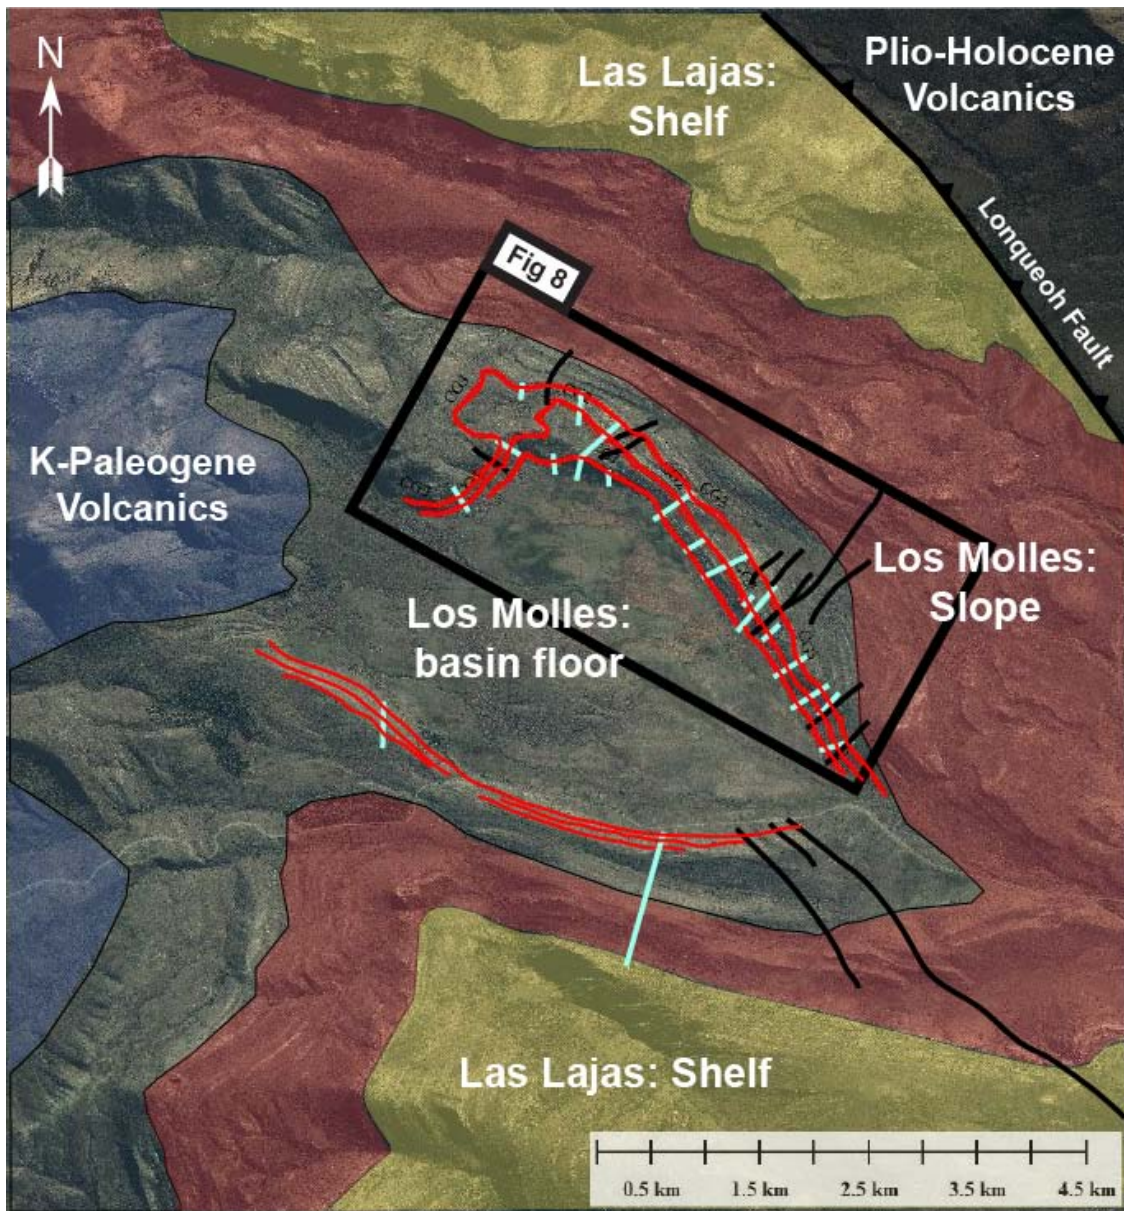 N
Las Lajas:
Shelf
Plio-Holocene
Volcanics
Lonqueoh Fault
Fig 8
K-Paleogene
Volcanics
CG2
Los Molles:
Slope
Los Molles:
basin floor
Las Lajas: Shelf
0.5 km
1.5 km
2.5 km
3.5 km
4.5 km